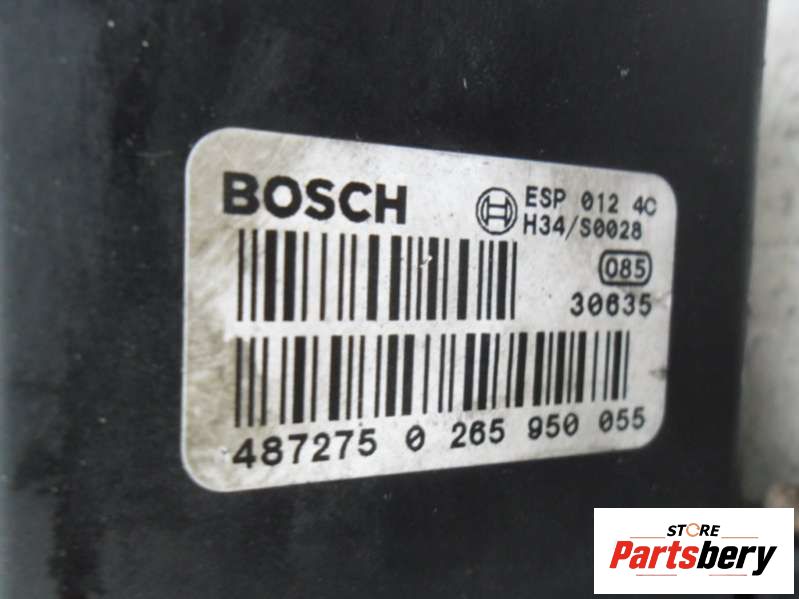 BOSCH
ESP 012 4C
H34/S0028
085
30635
487275 0 265 950 055
STORE
Partsbery